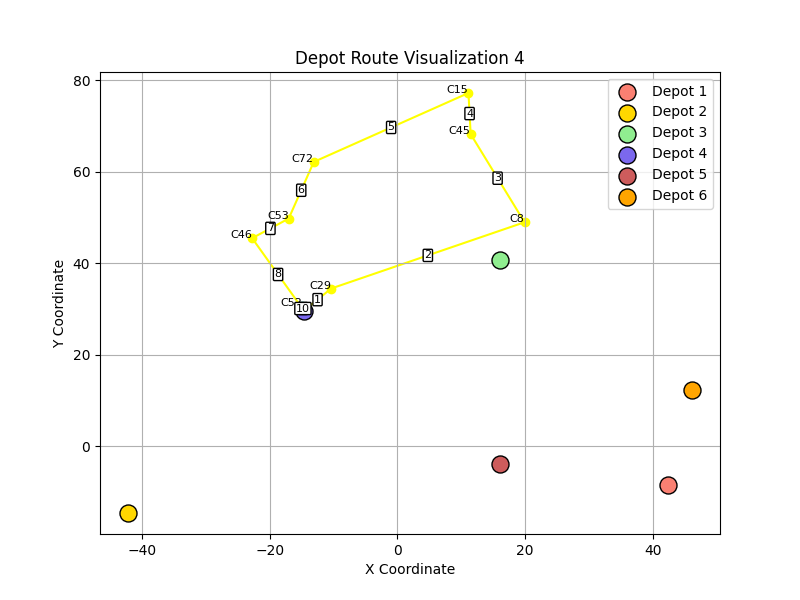 Depot Route Visualization 4
Y Coordinate
80
60
40
20
0
−40
−20
0
20
40
X Coordinate
Depot 1
Depot 2
Depot 3
Depot 4
Depot 5
Depot 6
C15
4
5
C45
C72
3
6
C53
C8
7
C46
2
8
C29
1
10